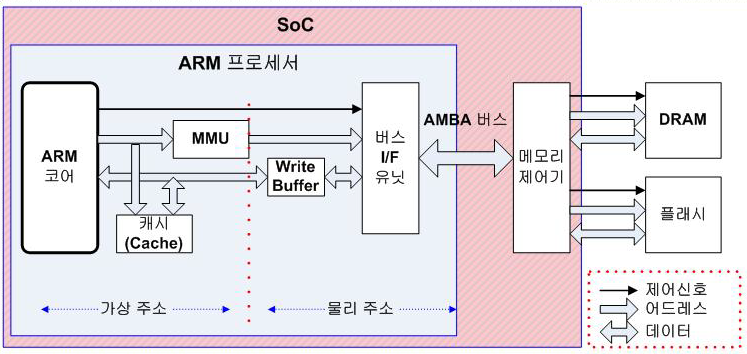 SoC
ARM 프로세서
ARM
코어
MMU
Write
Buffer
캐시
(Cache)
버스
I/F
유닛
AMBA 버스
메모리
제어기
DRAM
플래시
가상 주소
물리 주소
제어신호
어드레스
데이터